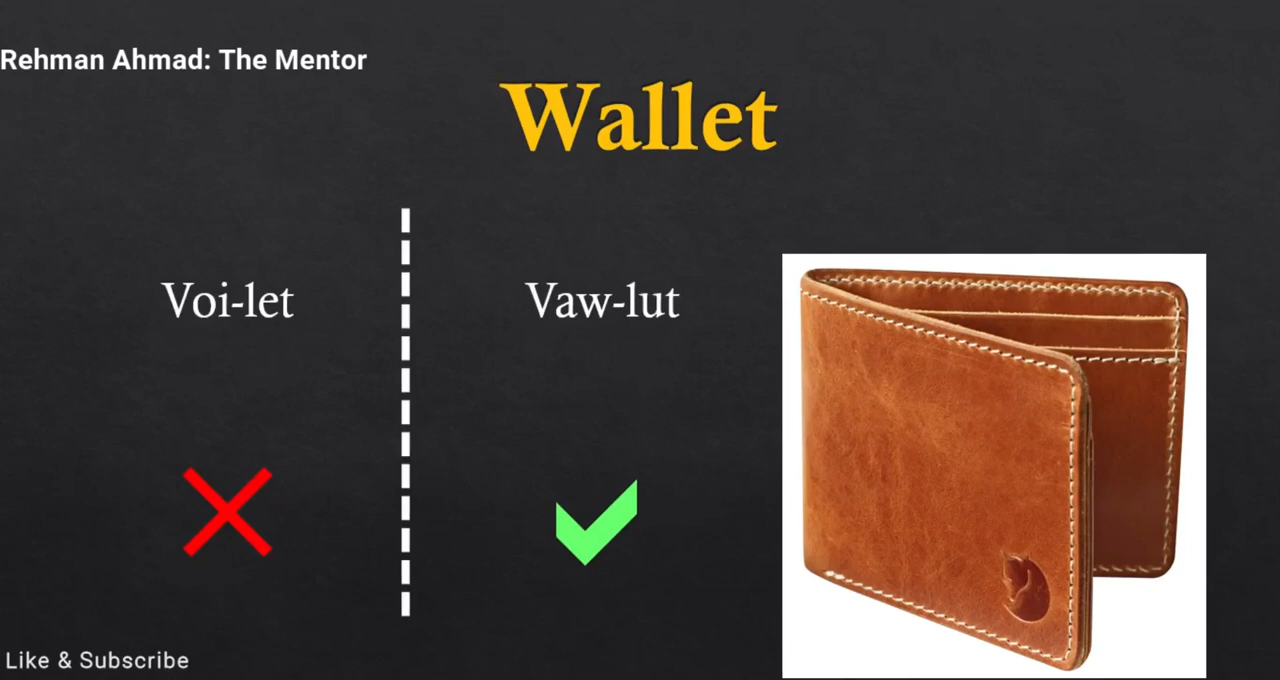 Rehman Ahmad: The Mentor
Wallet
Voi-let
Vaw-lut
Like & Subscribe